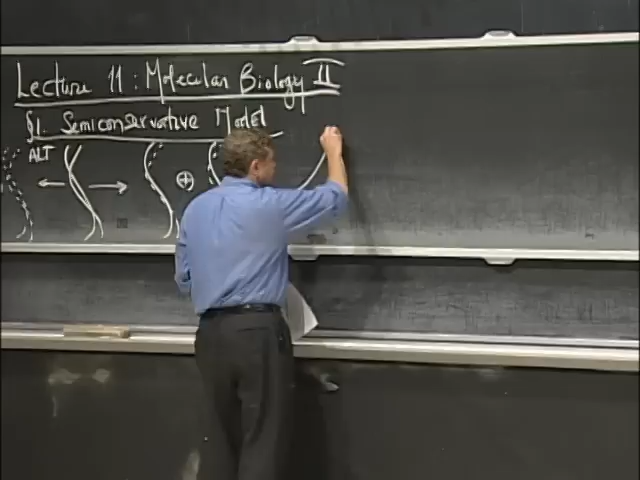 Lecture 11: Molecular Biology II
§1. Semiconservative Model
ALT